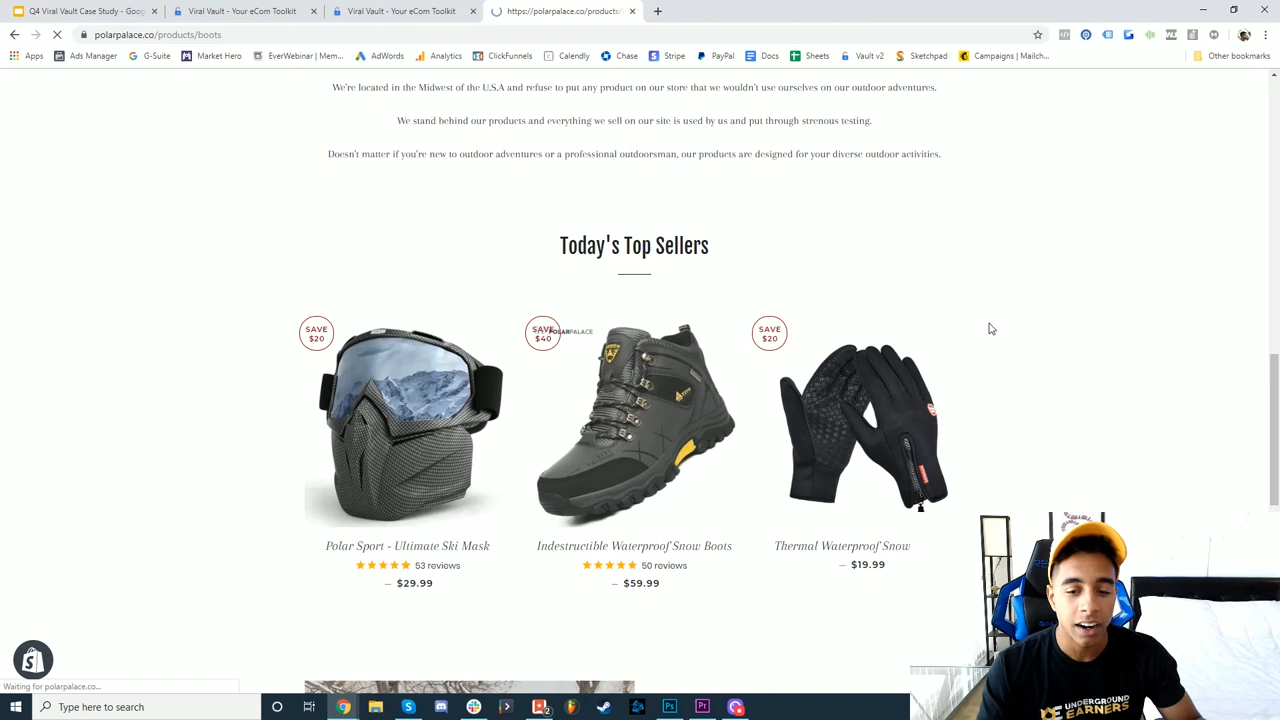 Q4 Viral Vault Case Study - Goog
Viral Vault - Your eCom Toolkit
Viral Vault - Your eCom Toolkit
https://polarpalace.co/products/
polarpalace.co/products/boots
Apps
Ads Manager
G-Suite
Market Hero
EverWebinar | Mem...
AdWords
Analytics
ClickFunnels
Calendly
Chase
Stripe
PayPal
Docs
Sheets
Vault v2
Sketchpad
Campaigns | Mailch...
Other bookmarks
We're located in the Midwest of the U.S.A and refuse to put any product on our store that we wouldn't use ourselves on our outdoor adventures.
We stand behind our products and everything we sell on our site is used by us and put through strenous testing.
Doesn't matter if you're new to outdoor adventures or a professional outdoorsman, our products are designed for your diverse outdoor activities.
Today's Top Sellers
SAVE
$20
SAVE
$40
POLARPALACE
SAVE
$20
Polar Sport - Ultimate Ski Mask
53 reviews
— $29.99
Indestructible Waterproof Snow Boots
50 reviews
— $59.99
Thermal Waterproof Snow
— $19.99
UNDERGROUND
EARNERS
Waiting for polarpalace.co...
Type here to search